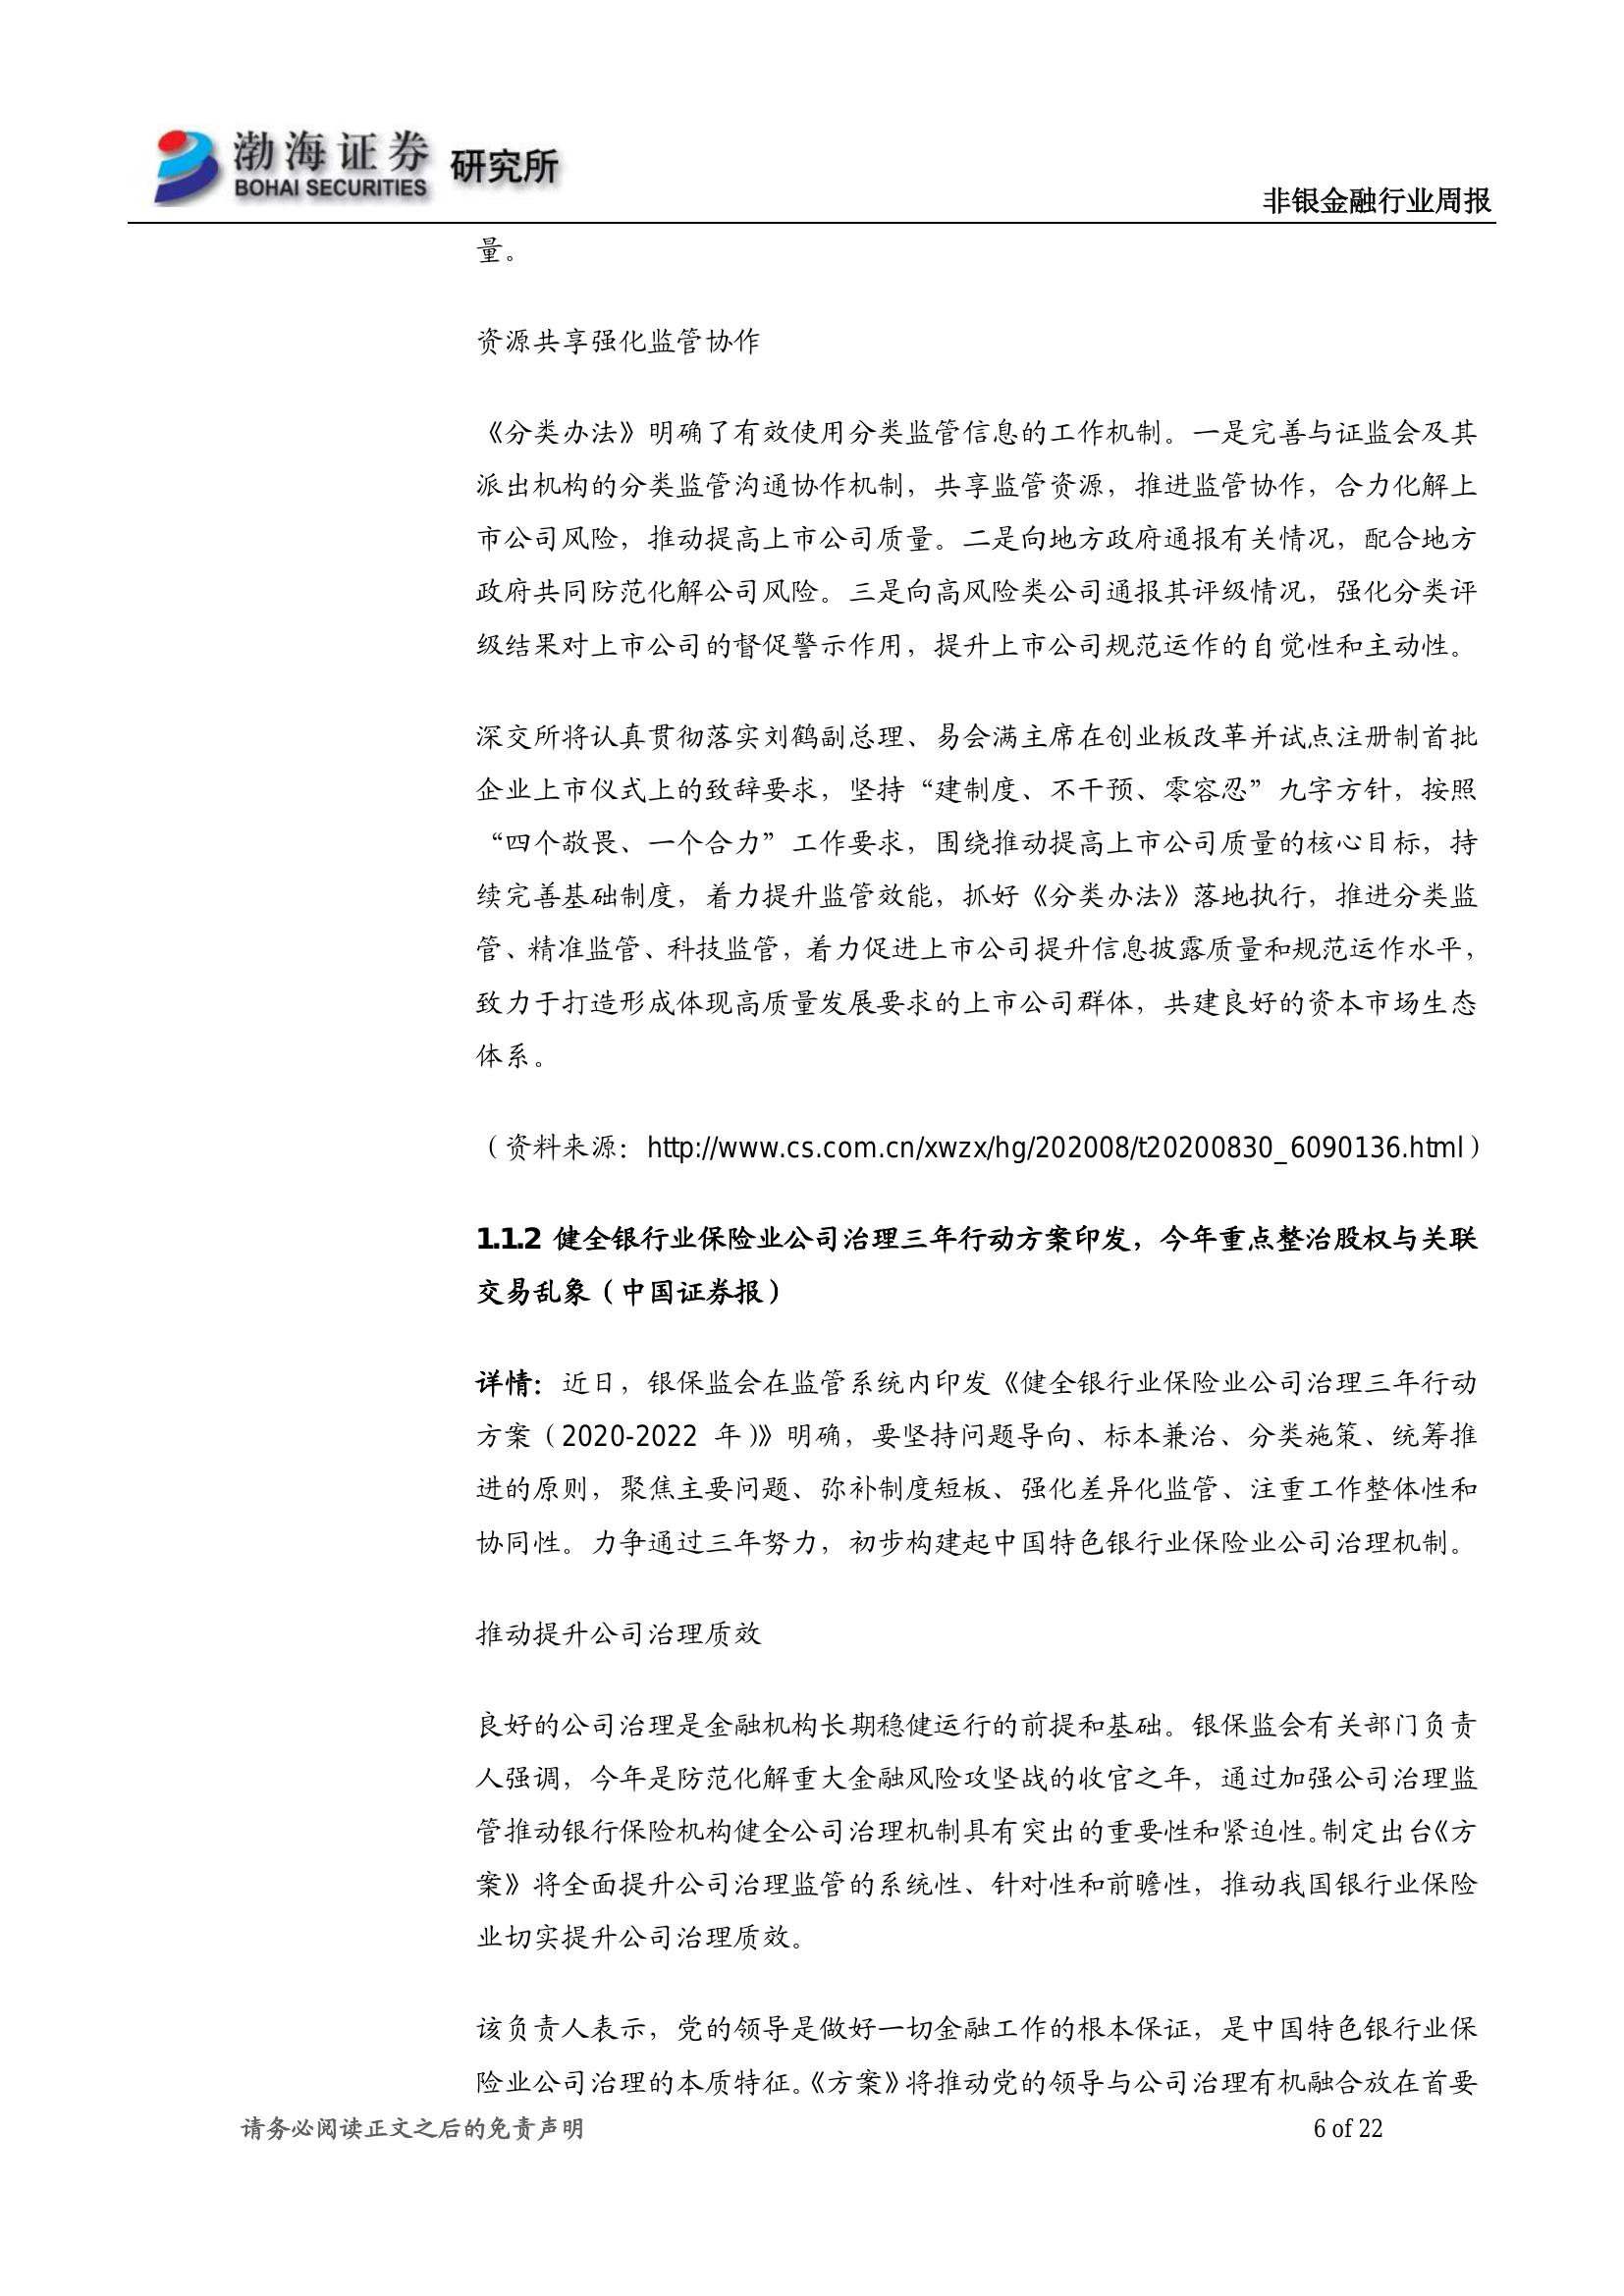 渤海证券
BOHAI SECURITIES
研究所
非银金融行业周报
量。
资源共享强化监管协作
《分类办法》明确了有效使用分类监管信息的工作机制。一是完善与证监会及其
派出机构的分类监管沟通协作机制，共享监管资源，推进监管协作，合力化解上
市公司风险，推动提高上市公司质量。二是向地方政府通报有关情况，配合地方
政府共同防范化解公司风险。三是向高风险类公司通报其评级情况，强化分类评
级结果对上市公司的督促警示作用，提升上市公司规范运作的自觉性和主动性。
深交所将认真贯彻落实刘鹤副总理、易会满主席在创业板改革并试点注册制首批
企业上市仪式上的致辞要求，坚持“建制度、不干预、零容忍”九字方针，按照
“四个敬畏、一个合力”工作要求，围绕推动提高上市公司质量的核心目标，持
续完善基础制度，着力提升监管效能，抓好《分类办法》落地执行，推进分类监
管、精准监管、科技监管，着力促进上市公司提升信息披露质量和规范运作水平，
致力于打造形成体现高质量发展要求的上市公司群体，共建良好的资本市场生态
体系。
（资料来源：http://www.cs.com.cn/xwzx/hg/202008/t20200830_6090136.html）
1.1.2 健全银行业保险业公司治理三年行动方案印发，今年重点整治股权与关联
交易乱象（中国证券报）
详情：近日，银保监会在监管系统内印发《健全银行业保险业公司治理三年行动
方案（2020-2022 年）》明确，要坚持问题导向、标本兼治、分类施策、统筹推
进的原则，聚焦主要问题、弥补制度短板、强化差异化监管、注重工作整体性和
协同性。力争通过三年努力，初步构建起中国特色银行业保险业公司治理机制。
推动提升公司治理质效
良好的公司治理是金融机构长期稳健运行的前提和基础。银保监会有关部门负责
人强调，今年是防范化解重大金融风险攻坚战的收官之年，通过加强公司治理监
管推动银行保险机构健全公司治理机制具有突出的重要性和紧迫性。制定出台《方
案》将全面提升公司治理监管的系统性、针对性和前瞻性，推动我国银行业保险
业切实提升公司治理质效。
该负责人表示，党的领导是做好一切金融工作的根本保证，是中国特色银行业保
险业公司治理的本质特征。《方案》将推动党的领导与公司治理有机融合放在首要
请务必阅读正文之后的免责声明
6 of 22